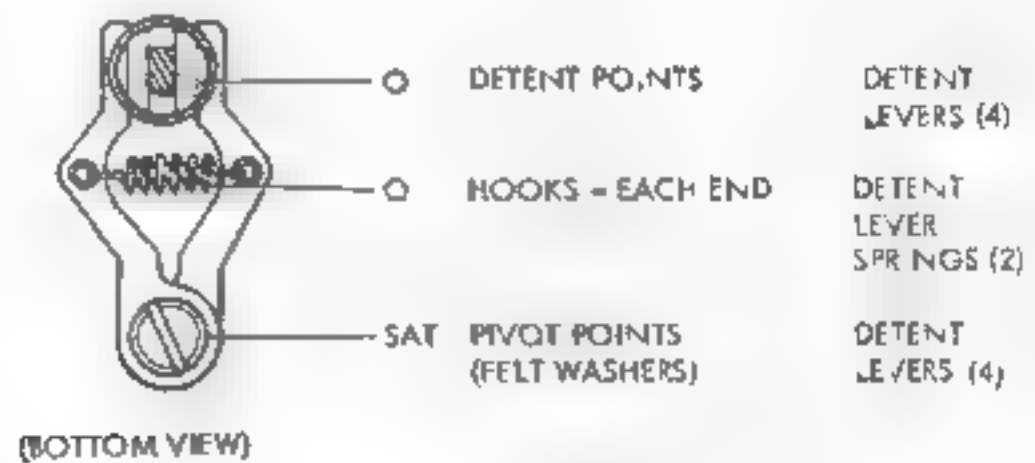 O DETENT POINTS DETENT
LEVERS (4)
O HOOKS - EACH END DETENT
LEVER
SPRINGS (2)
SAT PIVOT POINTS DETENT
(FELT WASHERS) LEVERS (4)
(BOTTOM VIEW)